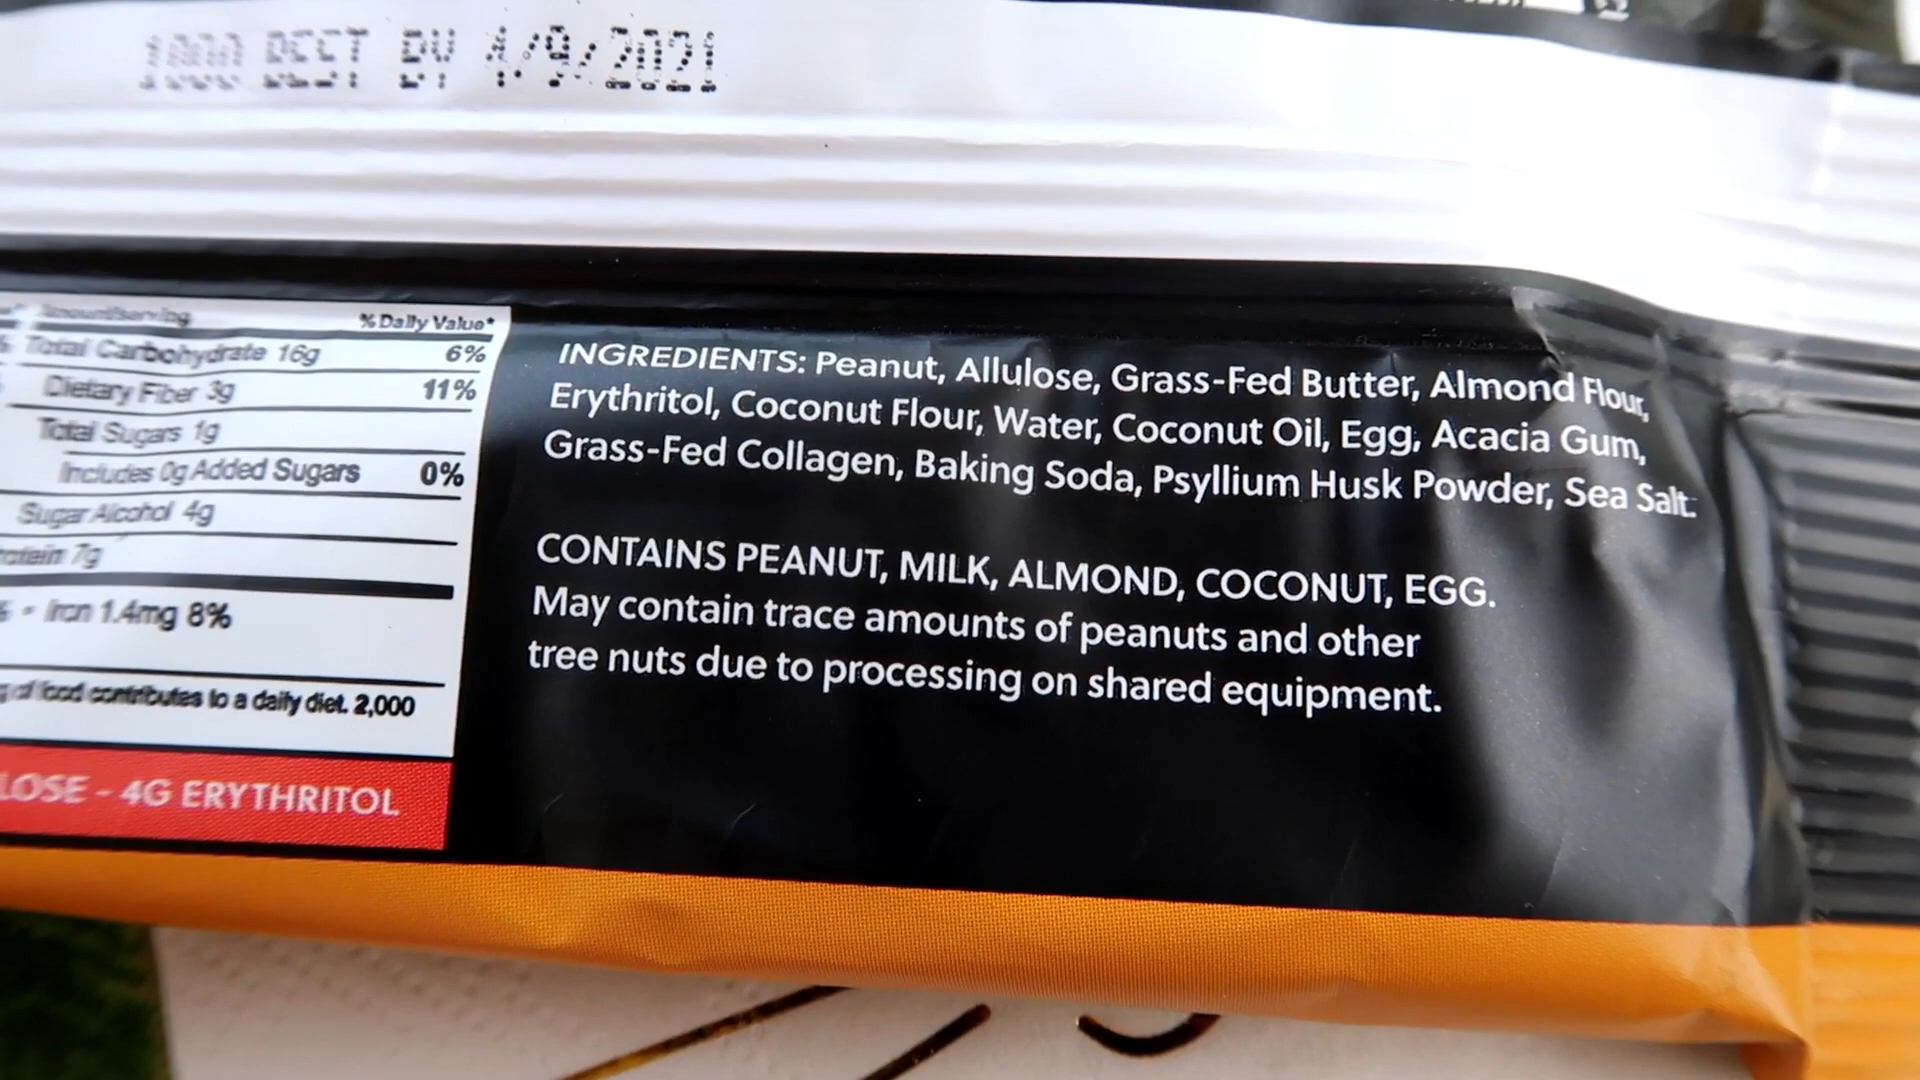 BEST BY 4/9/2021
Amount/serving % Daily Value*
Total Carbohydrate 16g 6%
Dietary Fiber 3g 11%
Total Sugars 1g
Includes 0g Added Sugars 0%
Sugar Alcohol 4g
rotein 7g
• Iron 1.4mg 8%
g of food contributes to a daily diet. 2,000
LOSE - 4G ERYTHRITOL
INGREDIENTS: Peanut, Allulose, Grass-Fed Butter, Almond Flour,
Erythritol, Coconut Flour, Water, Coconut Oil, Egg, Acacia Gum,
Grass-Fed Collagen, Baking Soda, Psyllium Husk Powder, Sea Salt.
CONTAINS PEANUT, MILK, ALMOND, COCONUT, EGG.
May contain trace amounts of peanuts and other
tree nuts due to processing on shared equipment.